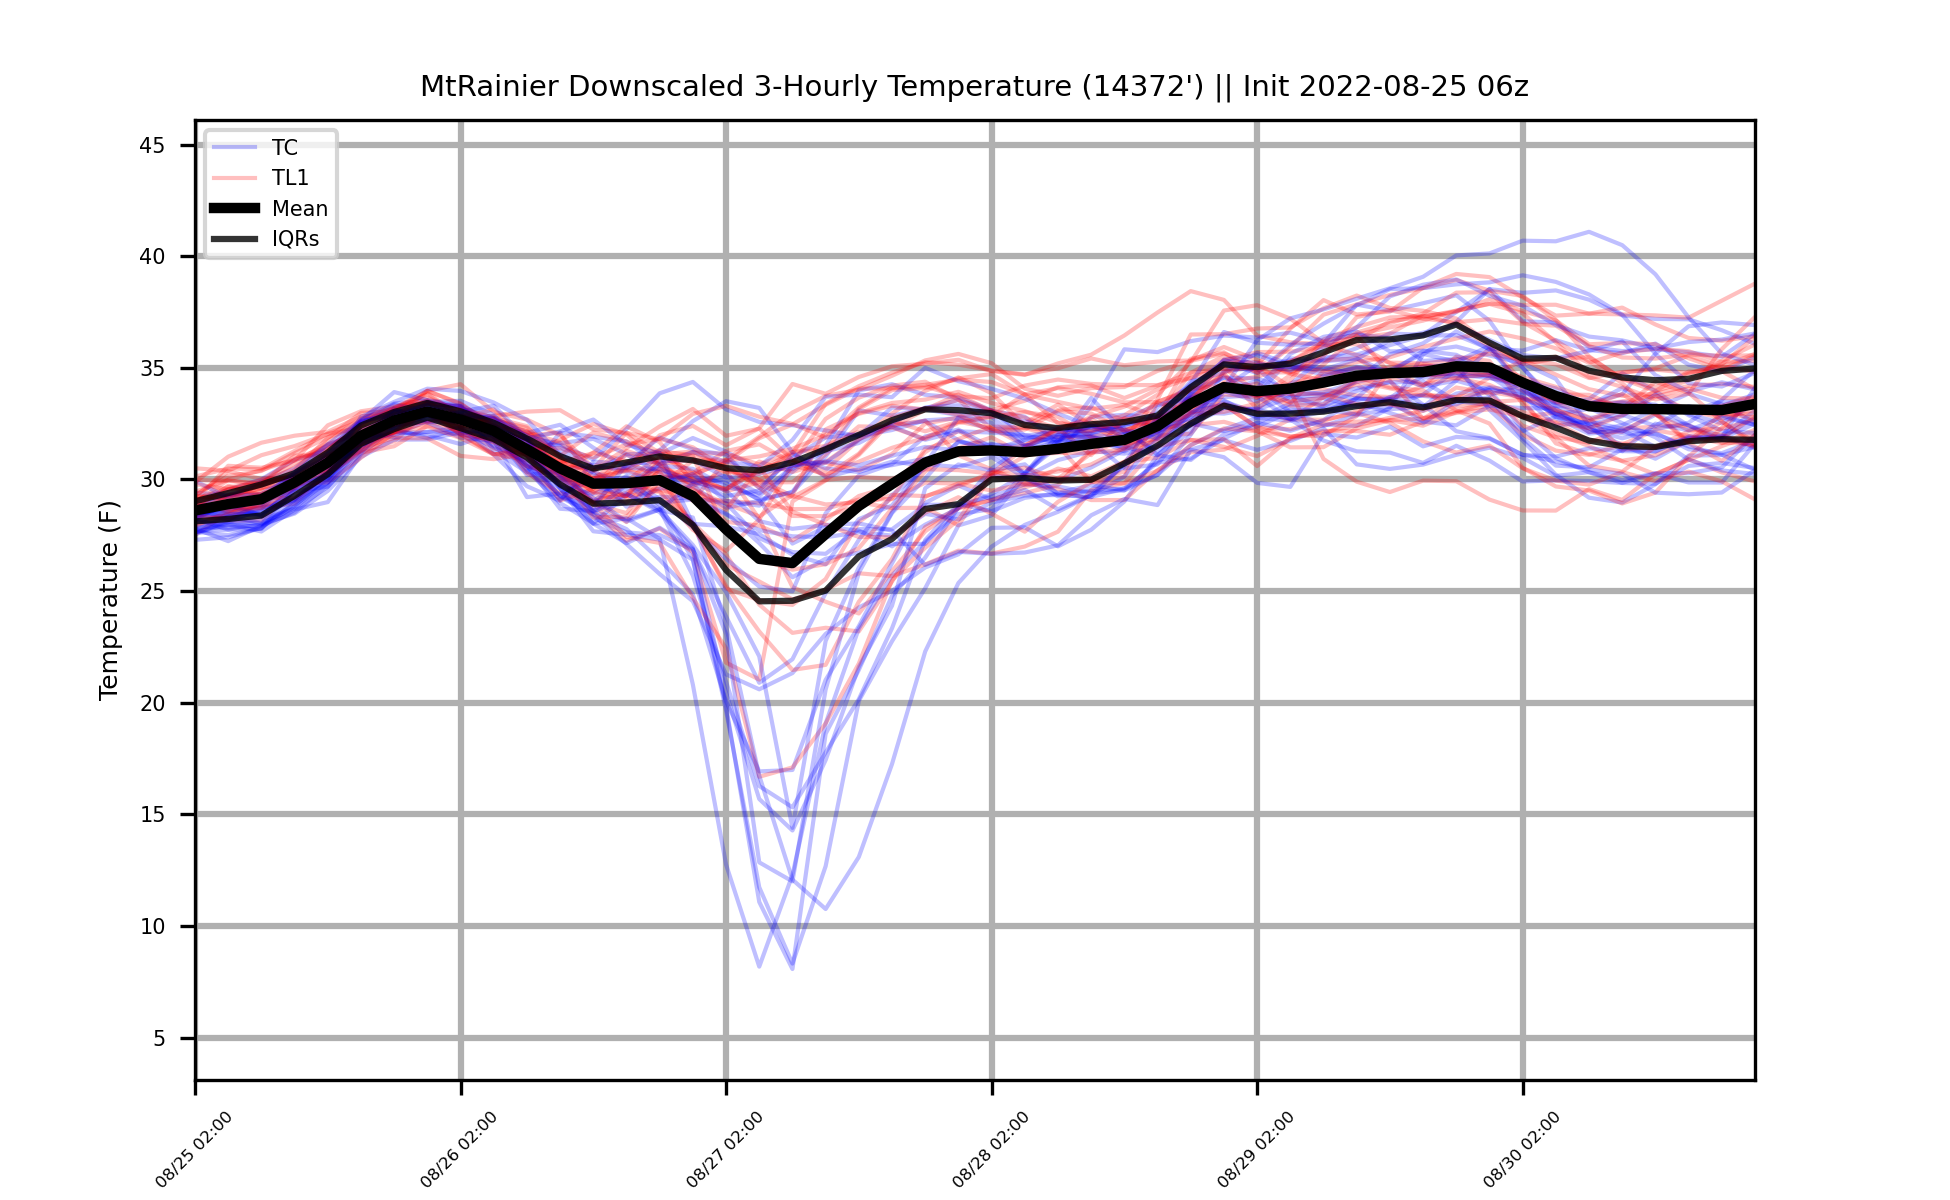 MtRainier Downscaled 3-Hourly Temperature (14372') || Init 2022-08-25 06z
TC
TL1
Mean
IQRs
Temperature (F)
45
40
35
30
25
20
15
10
5
08/25 02:00
08/26 02:00
08/27 02:00
08/28 02:00
08/29 02:00
08/30 02:00